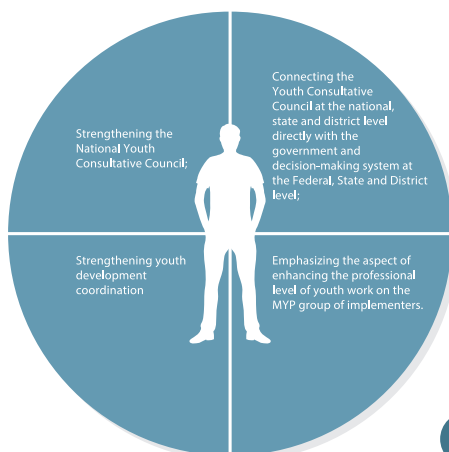 Strengthening the
National Youth
Consultative Council;
Connecting the
Youth Consultative
Council at the national,
state and district level
directly with the
government and
decision-making system at
the Federal, State and District
level;
Strengthening youth
development
coordination
Emphasizing the aspect of
enhancing the professional
level of youth work on the
MYP group of implementers.